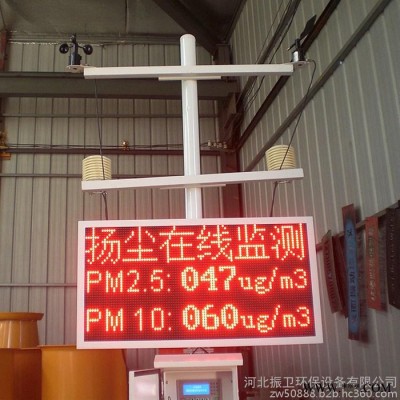 扬尘在线监测
PM2.5: 047ug/m3
PM 10: 060ug/m3
河北振卫环保设备有限公司
zw50888.b2b.hc360.com